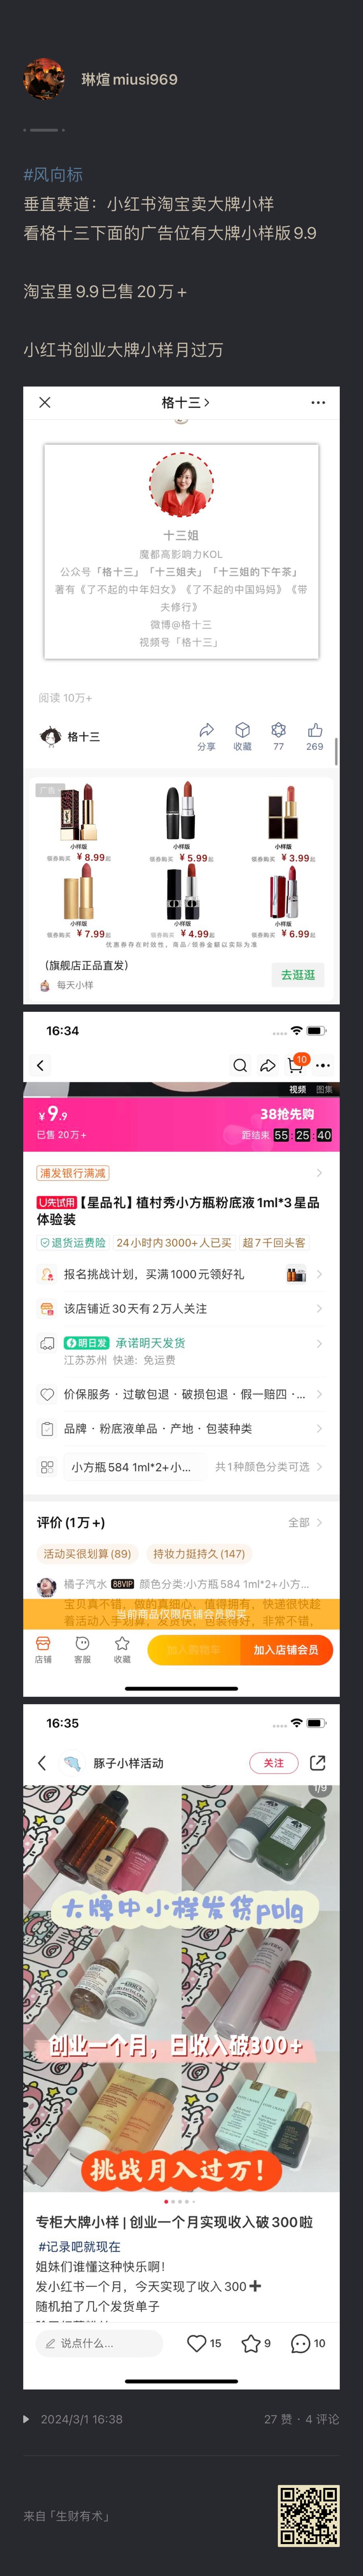 琳煊 miusi969
#风向标
垂直赛道：小红书淘宝卖大牌小样
看格十三下面的广告位有大牌小样版 9.9
淘宝里 9.9 已售 20 万＋
小红书创业大牌小样月过万
格十三
十三姐
魔都高影响力KOL
公众号「格十三」「十三姐夫」「十三姐的下午茶」
著有《了不起的中年妇女》《了不起的中国妈妈》《带
夫修行》
微博@格十三
视频号「格十三」
阅读 10万+
格十三
分享 收藏 77 269
广告
小样版 小样版 小样版
领券购买 ¥8.99起 领券购买 ¥5.99起 领券购买 ¥3.99起
小样版 小样版 小样版
领券购买 ¥7.99起 领券购买 ¥4.99起 领券购买 ¥6.99起
优惠券存在时效性，商品/领券金额以实际为准
（旗舰店正品直发）
每天小样
去逛逛
16:34
10
视频 图集
¥9.9 38抢先购
已售 20万+ 距结束 55:25:40
浦发银行满减
U先试用【星品礼】植村秀小方瓶粉底液1ml*3星品
体验装
退货运费险 24小时内3000+人已买 超7千回头客
报名挑战计划，买满1000元领好礼
该店铺近30天有2万人关注
明日发 承诺明天发货
江苏苏州 快递: 免运费
价保服务 · 过敏包退 · 破损包退 · 假一赔四 · ...
品牌 · 粉底液单品 · 产地 · 包装种类
小方瓶584 1ml*2+小... 共1种颜色分类可选
评价 (1万+) 全部
活动买很划算 (89) 持妆力挺持久 (147)
橘子汽水 88VIP 颜色分类:小方瓶584 1ml*2+小方...
宝贝真不错，做的真细心，值得拥有，快速很快趁
当前商品仅限店铺会员购买
店铺 客服 收藏 加入购物车 加入店铺会员
16:35
豚子小样活动 关注
1/9
大牌中小样发货plg
创业一个月，日收入破300+
挑战月入过万！
专柜大牌小样 | 创业一个月实现收入破300啦
#记录吧就现在
姐妹们谁懂这种快乐啊！
发小红书一个月，今天实现了收入300➕
随机拍了几个发货单子
说点什么... 15 9 10
2024/3/1 16:38 27 赞 · 4 评论
来自「生财有术」